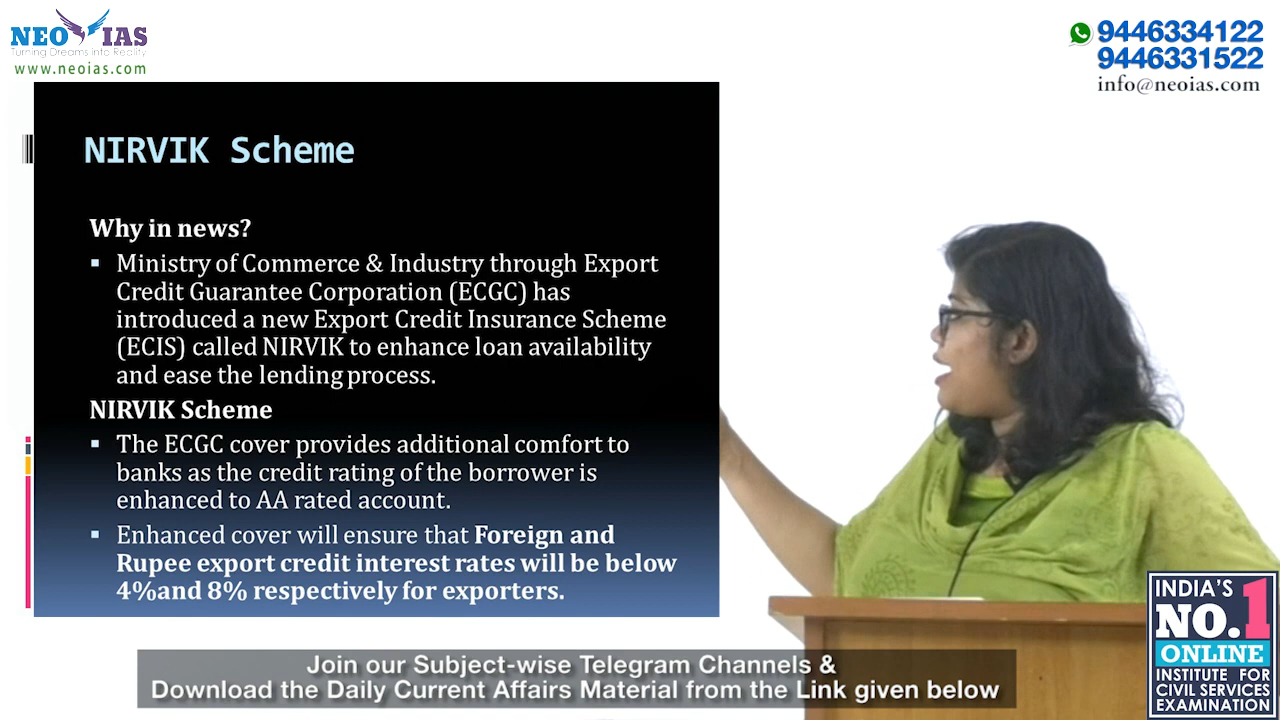 NEO IAS
Turning Dreams into Reality
www.neoias.com
9446334122
9446331522
info@neoias.com
NIRVIK Scheme
Why in news?
▪ Ministry of Commerce & Industry through Export
Credit Guarantee Corporation (ECGC) has
introduced a new Export Credit Insurance Scheme
(ECIS) called NIRVIK to enhance loan availability
and ease the lending process.
NIRVIK Scheme
▪ The ECGC cover provides additional comfort to
banks as the credit rating of the borrower is
enhanced to AA rated account.
▪ Enhanced cover will ensure that Foreign and
Rupee export credit interest rates will be below
4%and 8% respectively for exporters.
INDIA'S
NO.1
ONLINE
INSTITUTE FOR
CIVIL SERVICES
EXAMINATION
Join our Subject-wise Telegram Channels &
Download the Daily Current Affairs Material from the Link given below